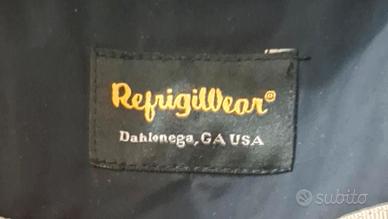 RefrigiWear®
Dahlonega, GA USA
subito